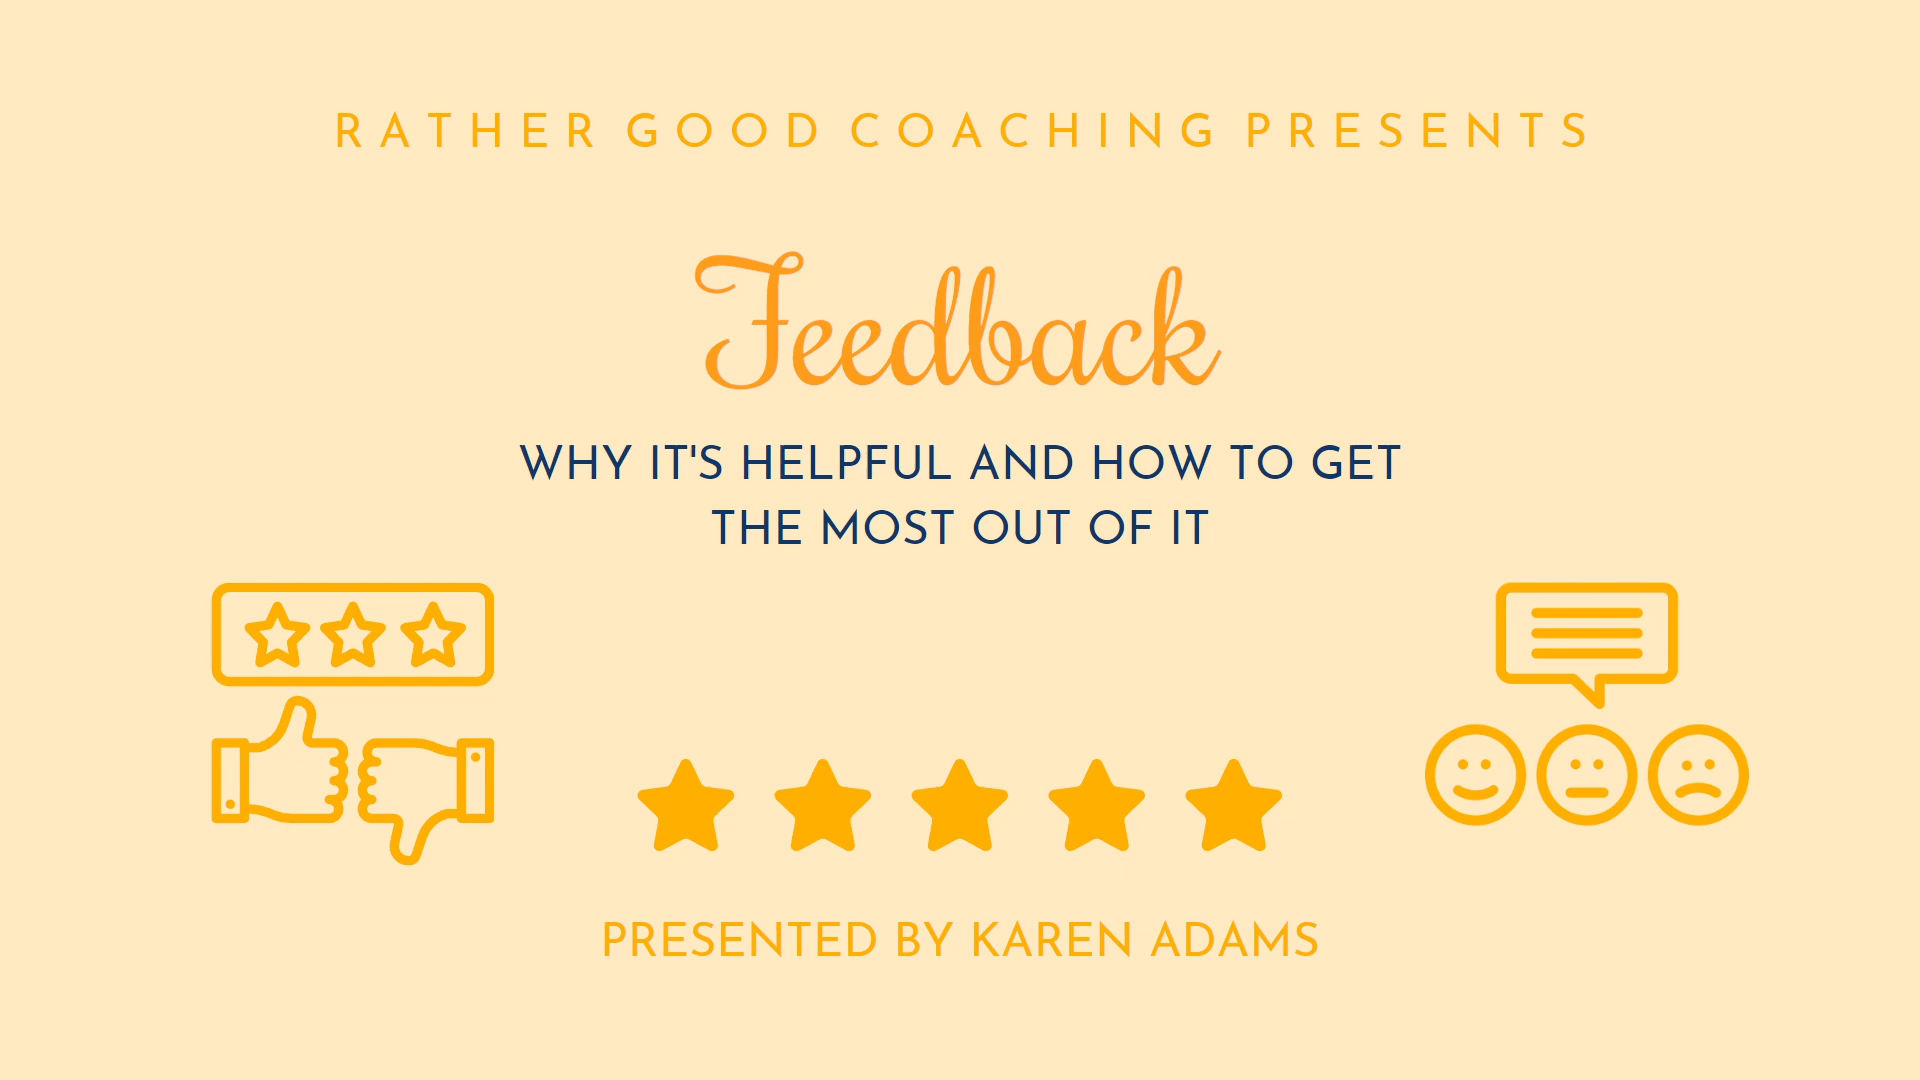 RATHER GOOD COACHING PRESENTS
Feedback
WHY IT'S HELPFUL AND HOW TO GET
THE MOST OUT OF IT
PRESENTED BY KAREN ADAMS